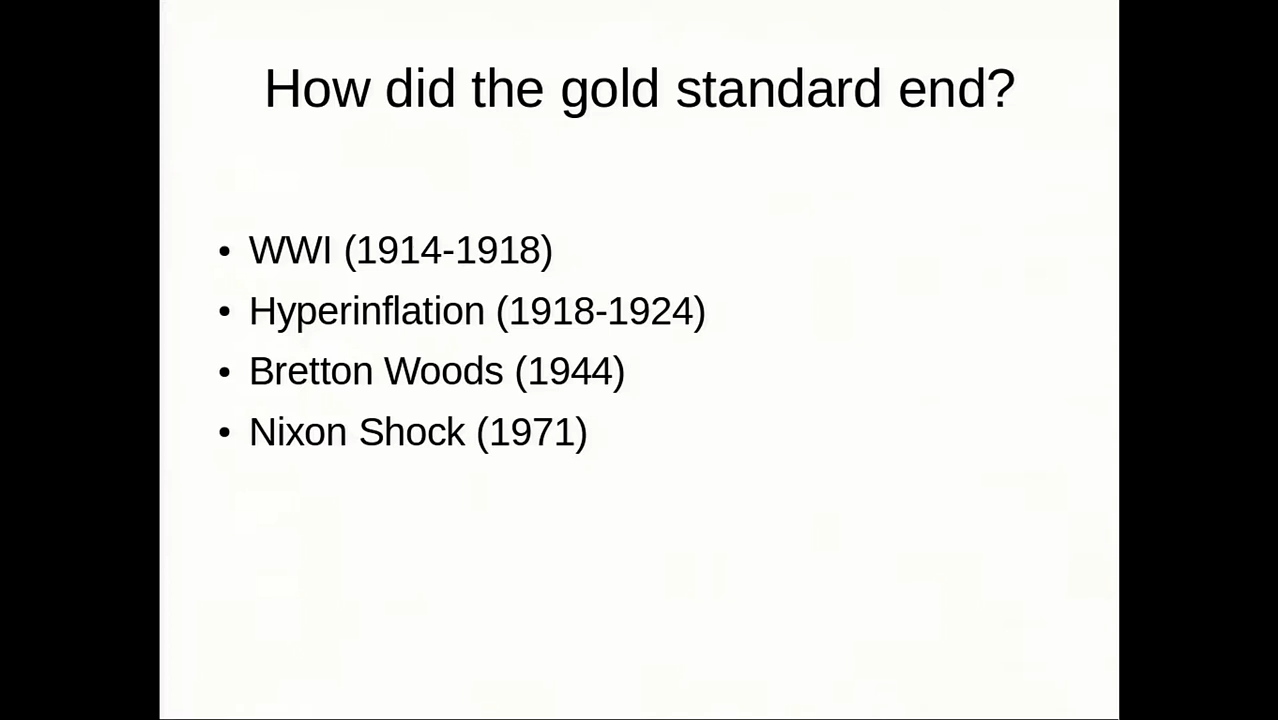 How did the gold standard end?
• WWI (1914-1918)
• Hyperinflation (1918-1924)
• Bretton Woods (1944)
• Nixon Shock (1971)